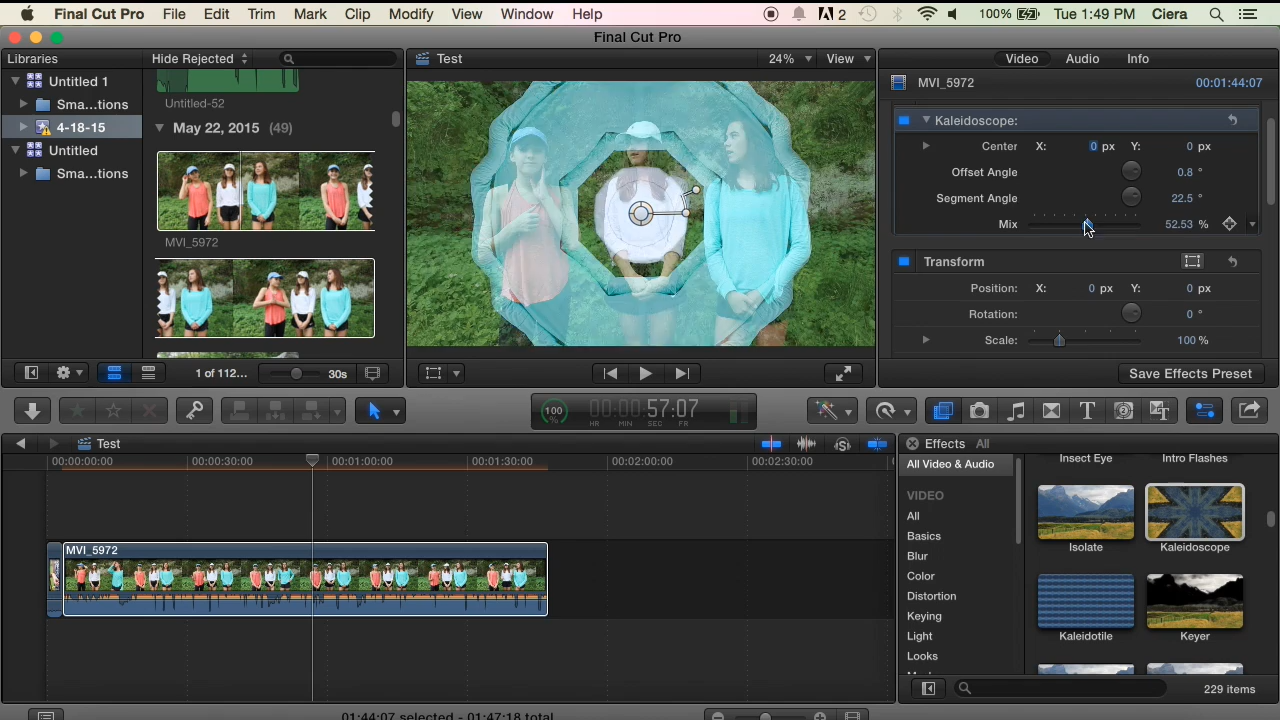 Final Cut Pro File Edit Trim Mark Clip Modify View Window Help 2 100% Tue 1:49 PM Ciera
Final Cut Pro
Libraries
Hide Rejected
Test
24%
View
Video
Audio
Info
Untitled 1
Sma...tions
4-18-15
Untitled
Sma...tions
Untitled-52
May 22, 2015 (49)
MVI_5972
1 of 112...
30s
MVI_5972
00:01:44:07
Kaleidoscope:
Center X: 0 px Y: 0 px
Offset Angle 0.8 °
Segment Angle 22.5 °
Mix 52.53 %
Transform
Position: X: 0 px Y: 0 px
Rotation: 0 °
Scale: 100 %
Save Effects Preset
100
%
00:00:57:07
HR MIN SEC FR
Test
00:00:00:00 00:00:30:00 00:01:00:00 00:01:30:00 00:02:00:00 00:02:30:00
MVI_5972
Effects All
All Video & Audio
VIDEO
All
Basics
Blur
Color
Distortion
Keying
Light
Looks
Insect Eye
Intro Flashes
Isolate
Kaleidoscope
Kaleidotile
Keyer
229 items
01:44:07 selected - 01:47:18 total